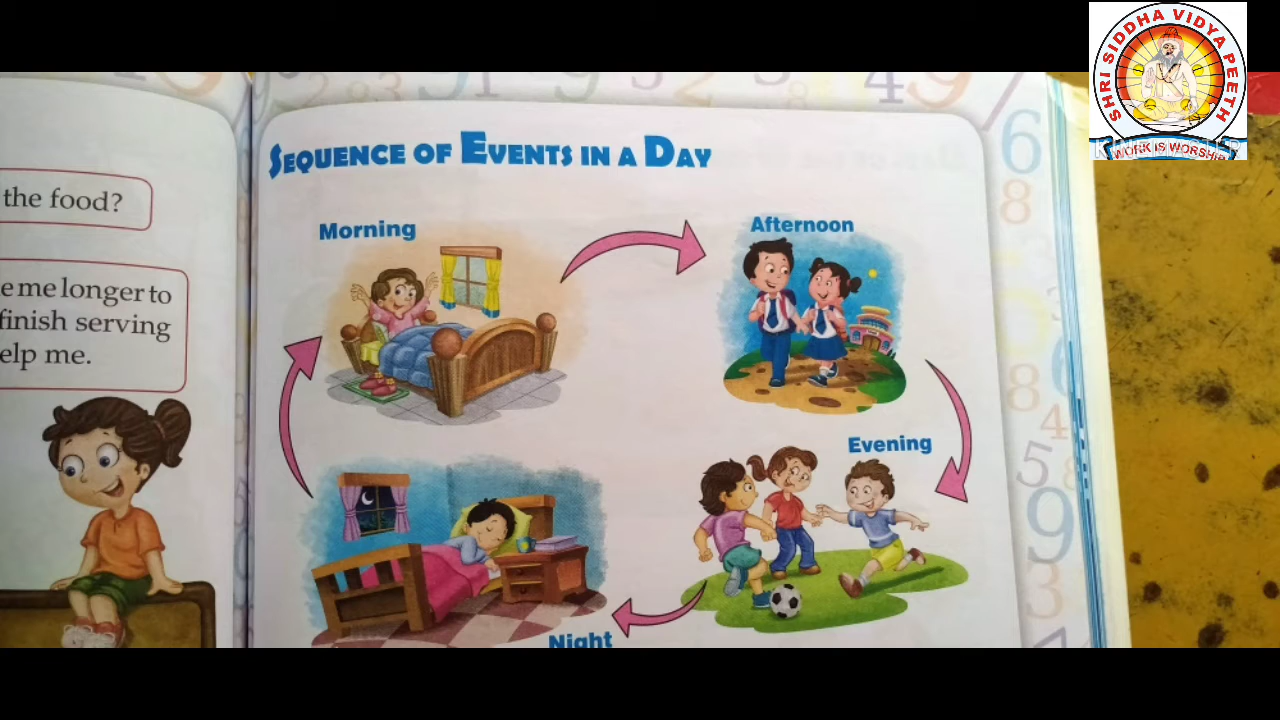 the food?
e me longer to
finish serving
elp me.
SEQUENCE OF EVENTS IN A DAY
Morning
Afternoon
Evening
Night
SHRI SIDDHA VIDYA PEETH
WORK IS WORSHIP
KINEMASTER